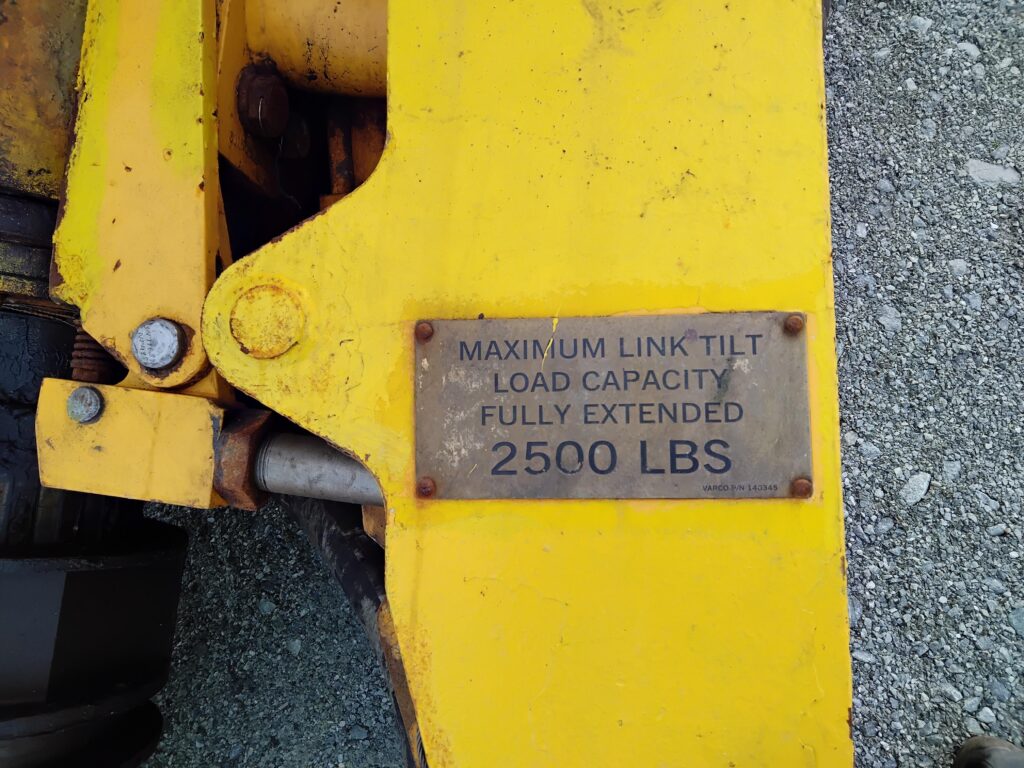 MAXIMUM LINK TILT
LOAD CAPACITY
FULLY EXTENDED
2500 LBS
VARCO P/N 140345